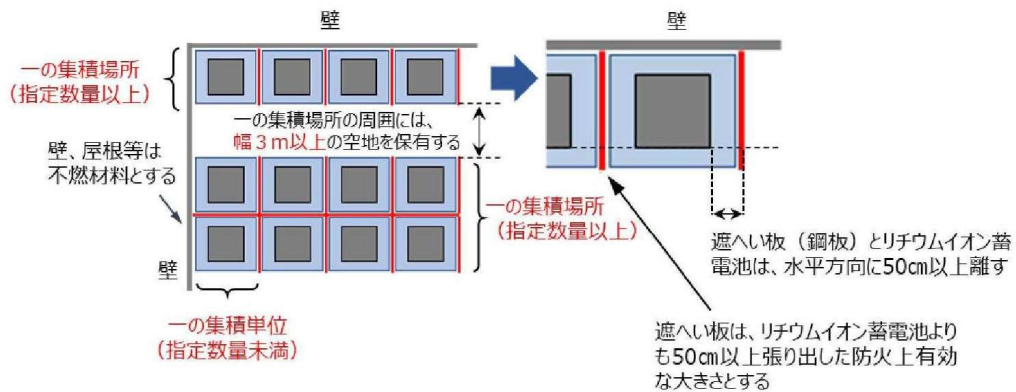 壁
一の集積場所
（指定数量以上）
一の集積場所の周囲には、
幅３ｍ以上の空地を保有する
壁、屋根等は
不燃材料とする
一の集積場所
（指定数量以上）
壁
一の集積単位
（指定数量未満）
壁
遮へい板（鋼板）とリチウムイオン蓄
電池は、水平方向に50㎝以上離す
遮へい板は、リチウムイオン蓄電池より
も50㎝以上張り出した防火上有効
な大きさとする